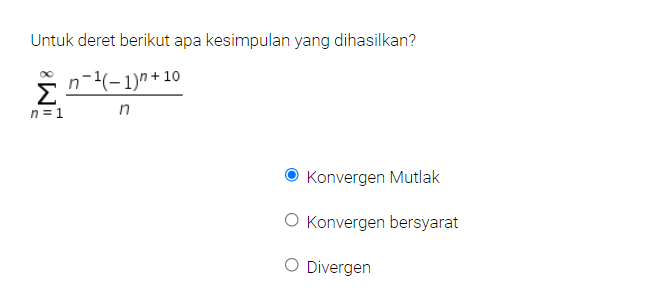 Untuk deret berikut apa kesimpulan yang dihasilkan?
∞
∑ n⁻¹(−1)ⁿ⁺¹⁰ / n
n = 1
Konvergen Mutlak
Konvergen bersyarat
Divergen